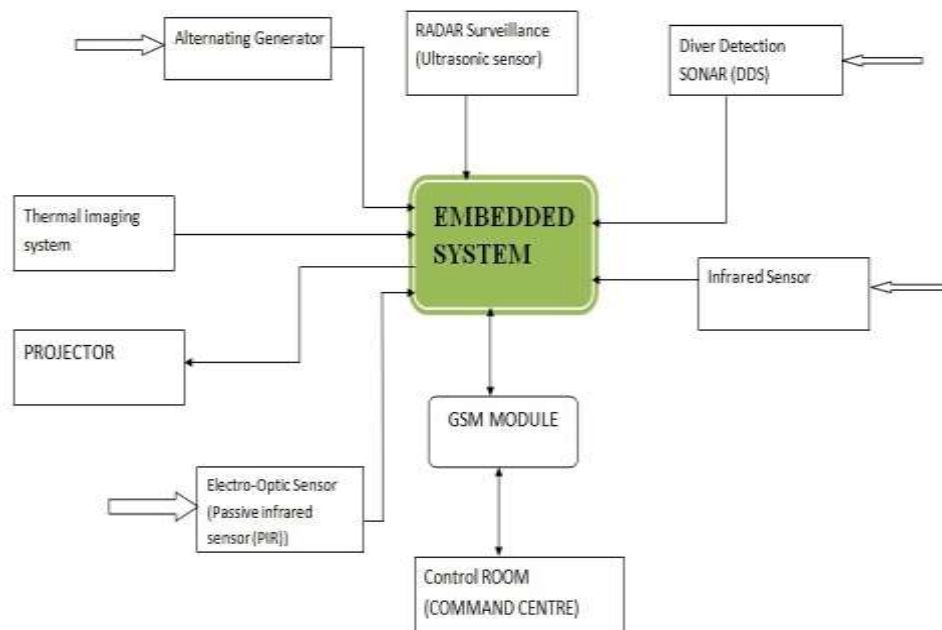 Alternating Generator
RADAR Surveillance
(Ultrasonic sensor)
Diver Detection
SONAR (DDS)
Thermal imaging
system
EMBEDDED
SYSTEM
Infrared Sensor
PROJECTOR
GSM MODULE
Electro-Optic Sensor
(Passive infrared
sensor(PIR))
Control ROOM
(COMMAND CENTRE)